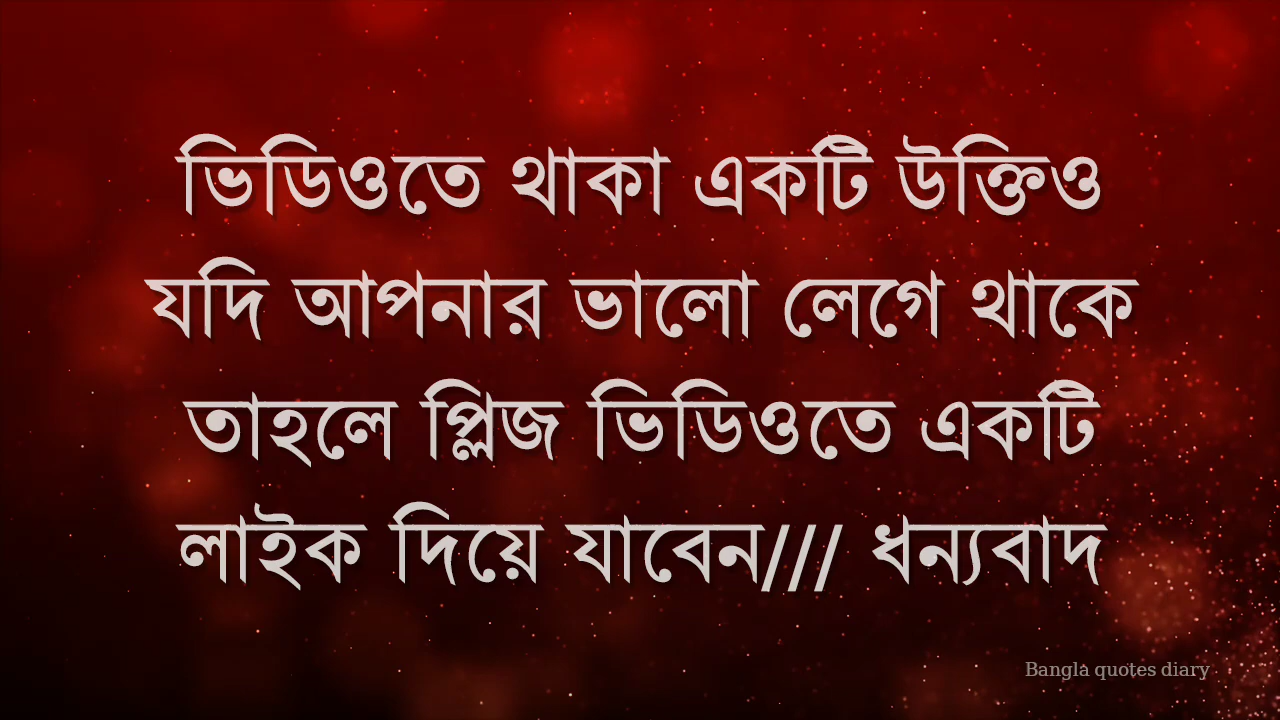 ভিডিওতে থাকা একটি উক্তিও
যদি আপনার ভালো লেগে থাকে
তাহলে প্লিজ ভিডিওতে একটি
লাইক দিয়ে যাবেন/// ধন্যবাদ
Bangla quotes diary